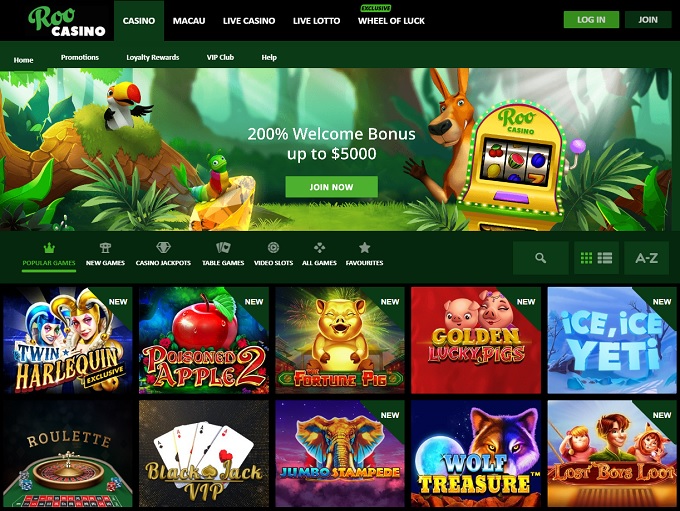 Roo
CASINO
CASINO
MACAU
LIVE CASINO
LIVE LOTTO
EXCLUSIVE
WHEEL OF LUCK
LOG IN
JOIN
Home
Promotions
Loyalty Rewards
VIP Club
Help
200% Welcome Bonus
up to $5000
JOIN NOW
Roo
CASINO
POPULAR GAMES
NEW GAMES
CASINO JACKPOTS
TABLE GAMES
VIDEO SLOTS
ALL GAMES
FAVOURITES
A-Z
NEW
TWIN
HARLEQUIN
EXCLUSIVE
NEW
POISONED
APPLE 2
NEW
THE
FORTUNE PIG
NEW
GOLDEN
LUCKY PIGS
NEW
ICE, ICE
YETI
ROULETTE
Black Jack
VIP
NEW
JUMBO STAMPEDE
WOLF
TREASURE™
NEW
LOST BOYS LOOT